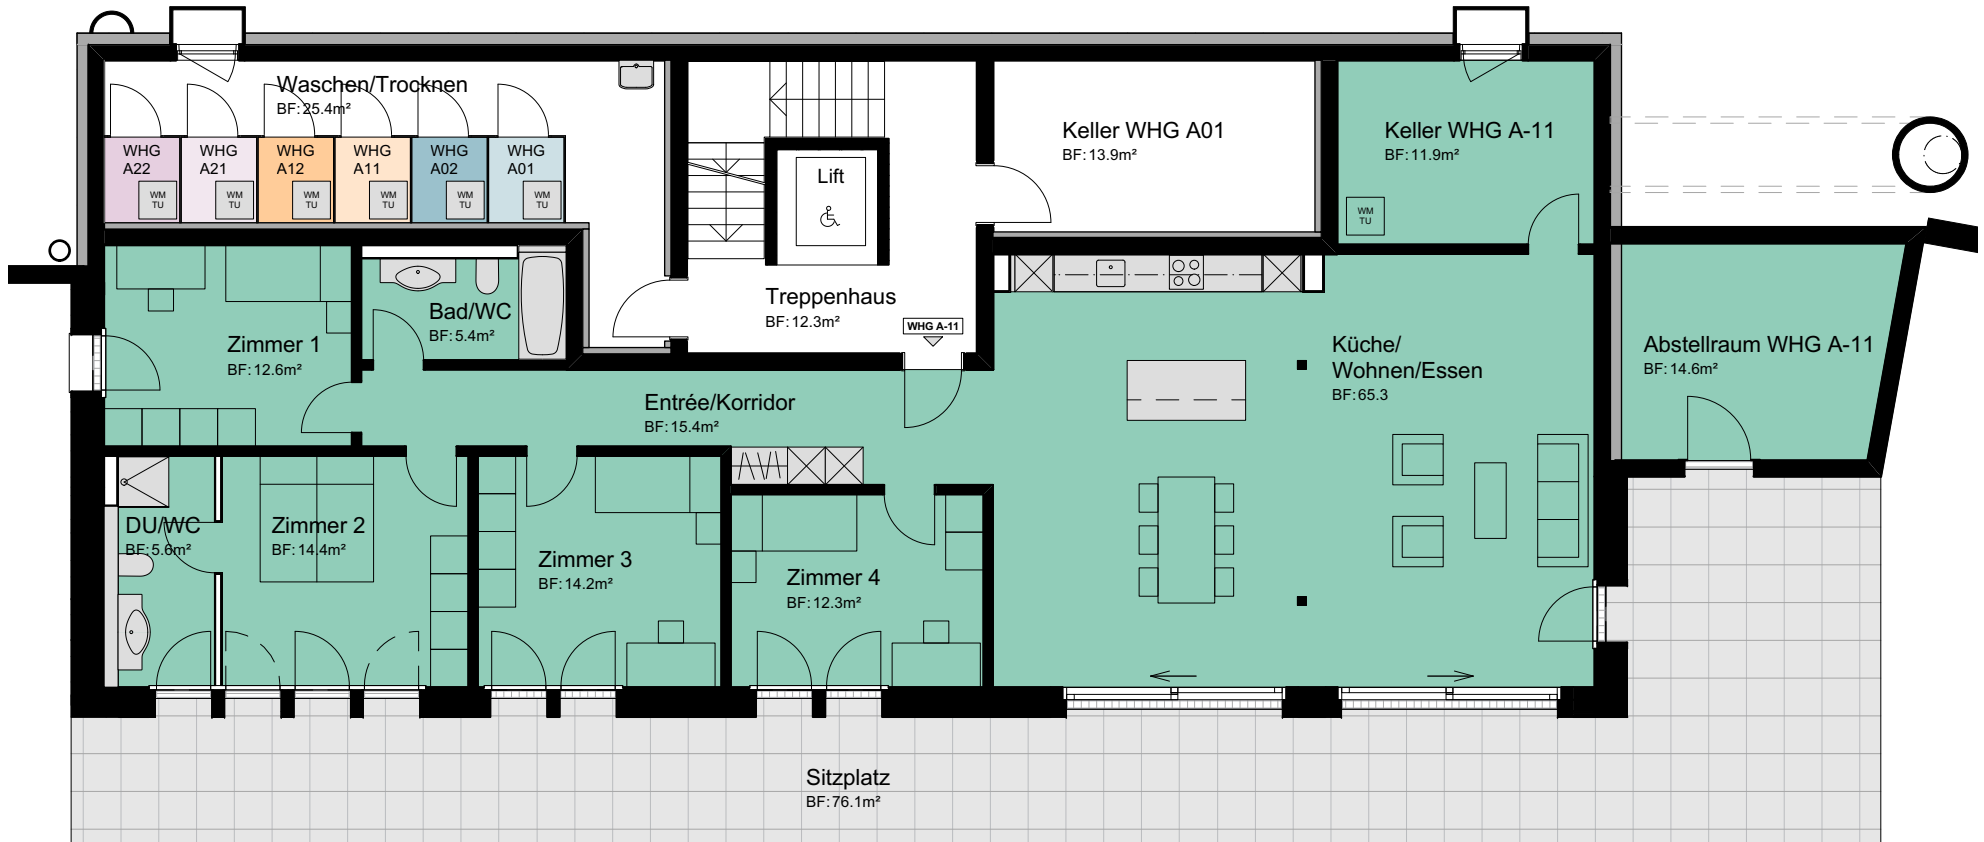 Waschen/Trocknen
BF: 25.4m²
WHG
A22
WM
TU
WHG
A21
WM
TU
WHG
A12
WM
TU
WHG
A11
WM
TU
WHG
A02
WM
TU
WHG
A01
WM
TU
Lift
Treppenhaus
BF: 12.3m²
WHG A-11
Keller WHG A01
BF: 13.9m²
Keller WHG A-11
BF: 11.9m²
WM
TU
Zimmer 1
BF: 12.6m²
Bad/WC
BF: 5.4m²
Entrée/Korridor
BF: 15.4m²
Küche/
Wohnen/Essen
BF: 65.3
Abstellraum WHG A-11
BF: 14.6m²
DU/WC
BF: 5.6m²
Zimmer 2
BF: 14.4m²
Zimmer 3
BF: 14.2m²
Zimmer 4
BF: 12.3m²
Sitzplatz
BF: 76.1m²